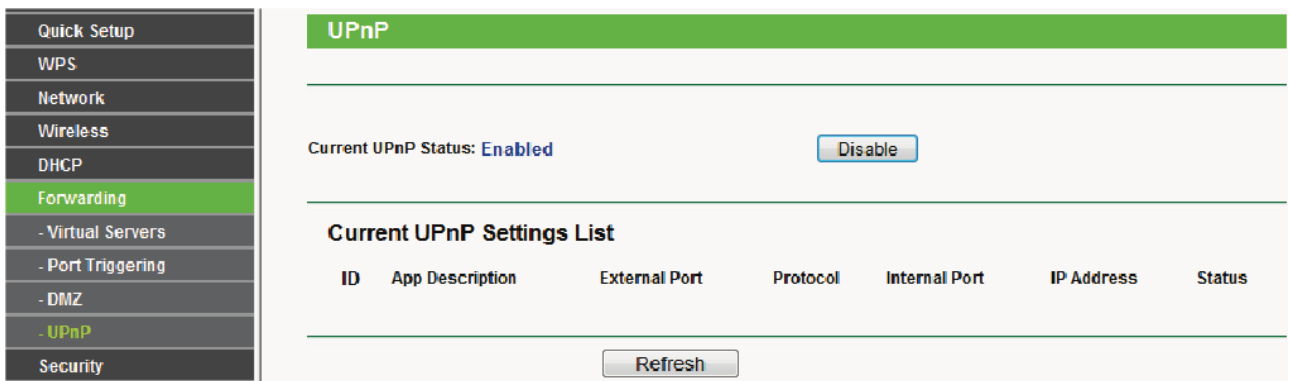 Quick Setup
WPS
Network
Wireless
DHCP
Forwarding
- Virtual Servers
- Port Triggering
- DMZ
- UPnP
Security
UPnP
Current UPnP Status: Enabled Disable
Current UPnP Settings List
ID App Description External Port Protocol Internal Port IP Address Status
Refresh